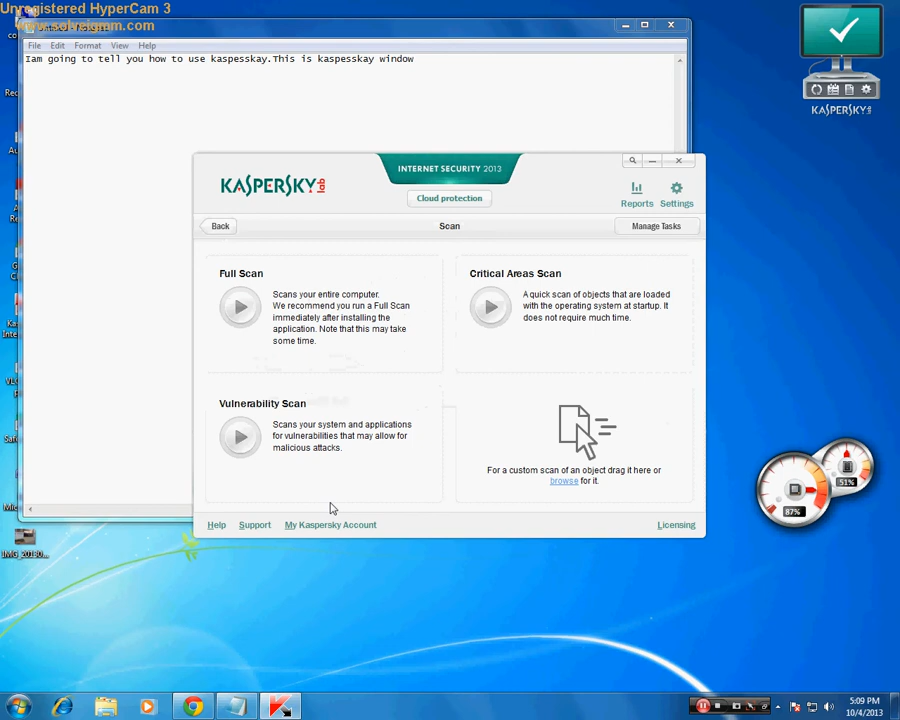 Unregistered HyperCam 3
www.solveigmm.com
File Edit Format View Help
Iam going to tell you how to use kaspesskay.This is kaspesskay window
KASPERSKY lab
INTERNET SECURITY 2013
Cloud protection
Reports Settings
Back
Scan
Manage Tasks
Full Scan
Scans your entire computer.
We recommend you run a Full Scan
immediately after installing the
application. Note that this may take
some time.
Critical Areas Scan
A quick scan of objects that are loaded
with the operating system at startup. It
does not require much time.
Vulnerability Scan
Scans your system and applications
for vulnerabilities that may allow for
malicious attacks.
For a custom scan of an object drag it here or
browse for it.
Help Support My Kaspersky Account
Licensing
KASPERSKY lab
51%
87%
5:09 PM
10/4/2013